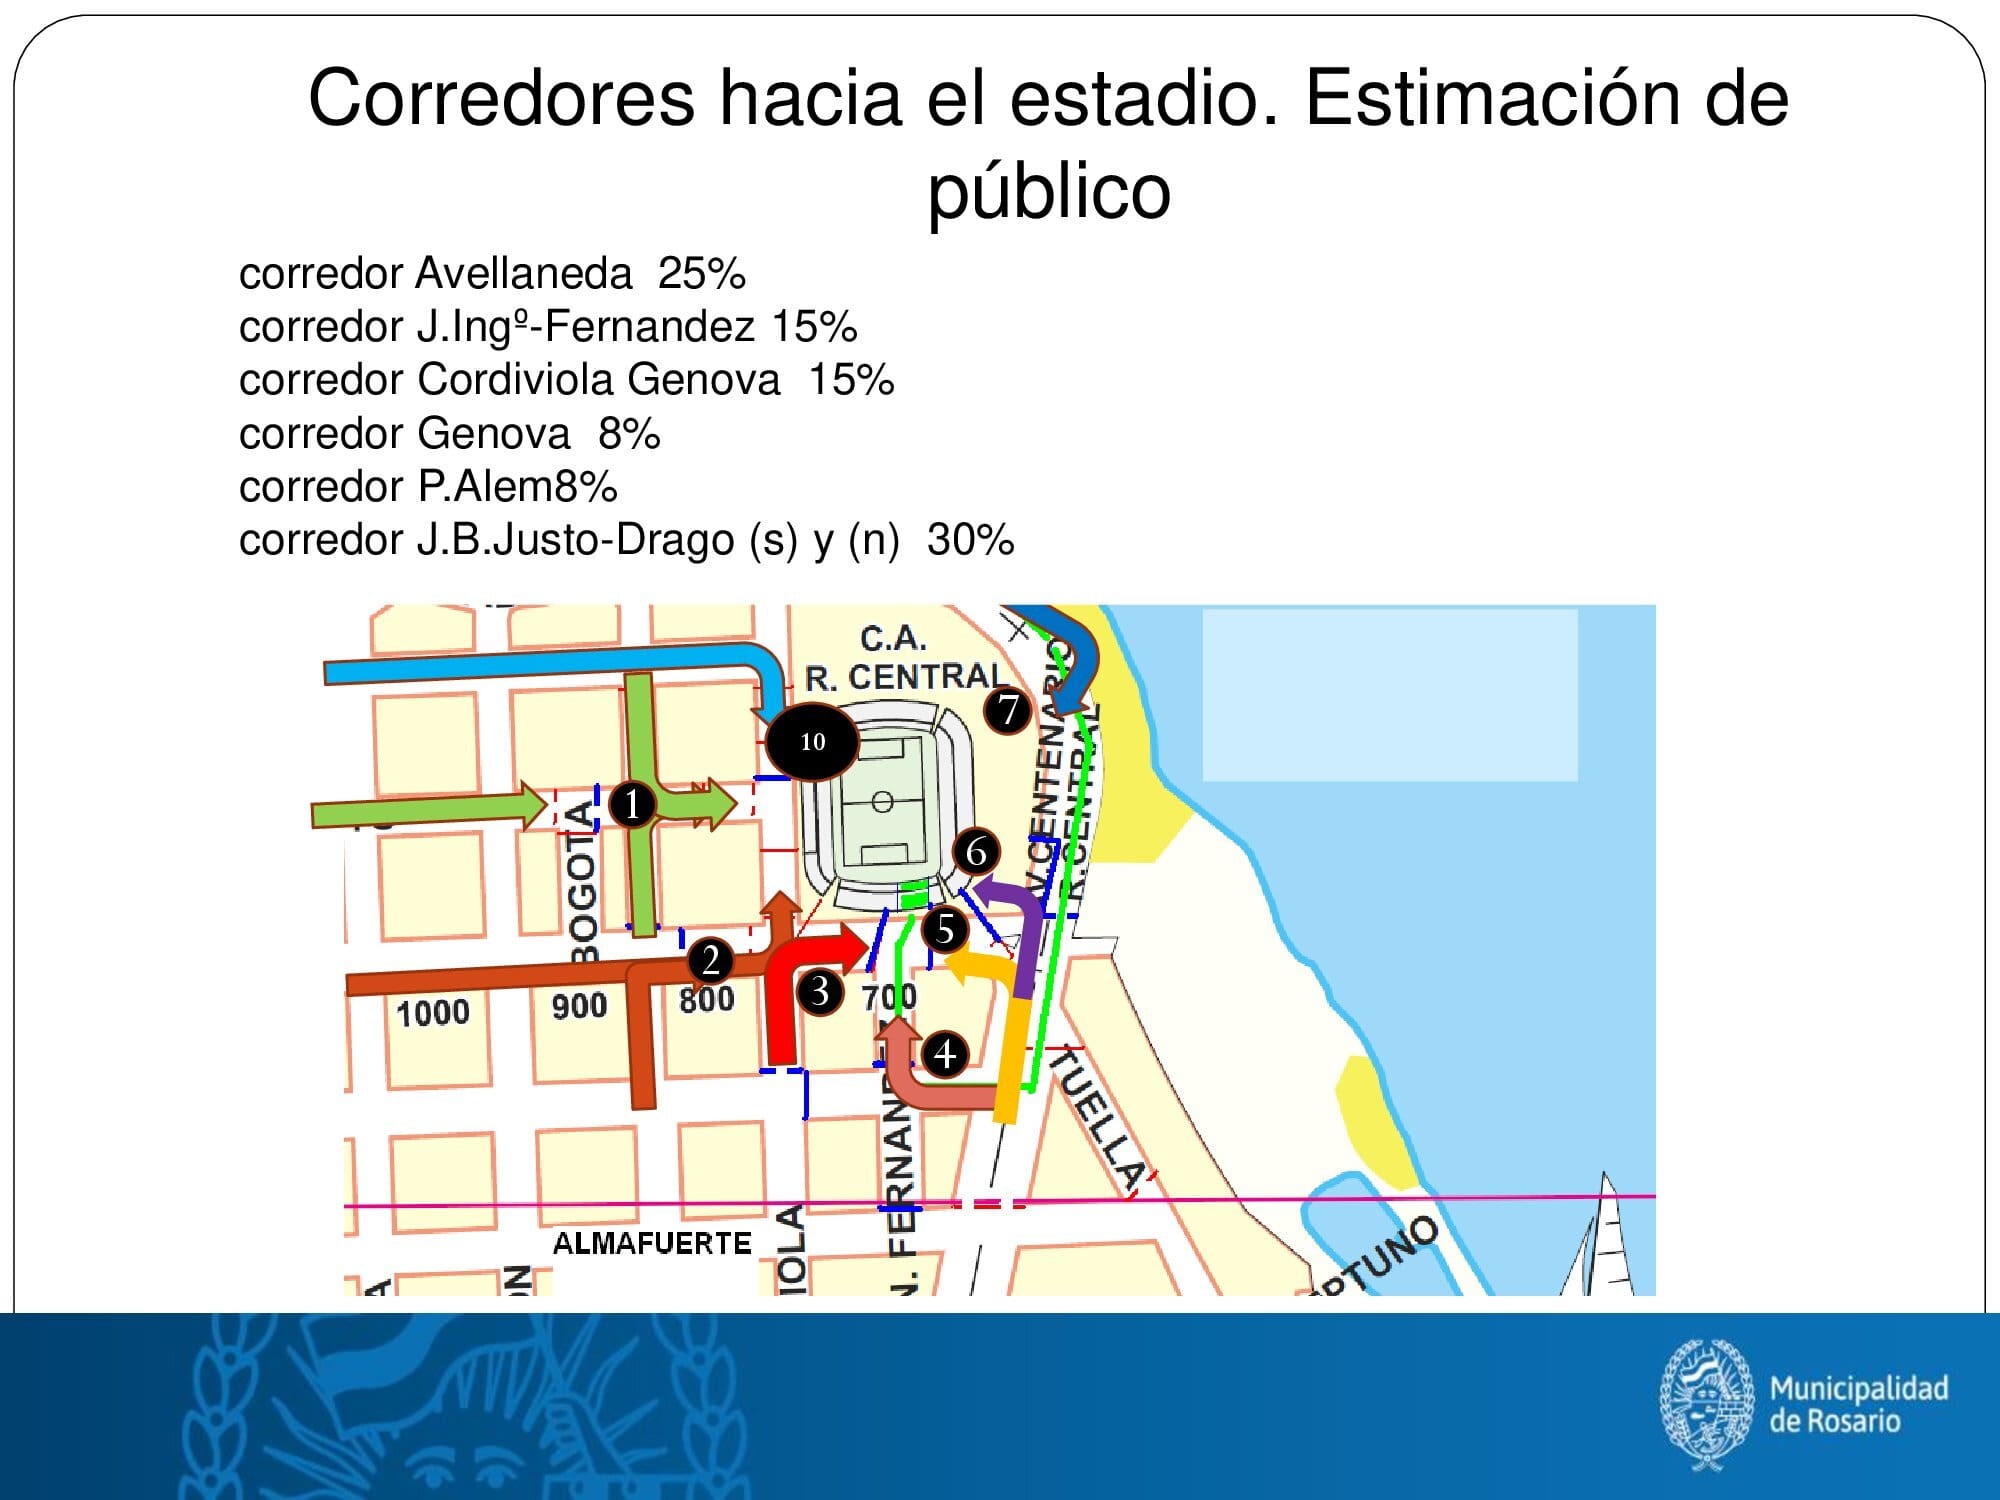 Corredores hacia el estadio. Estimación de
público
corredor Avellaneda  25%
corredor J.Ingº-Fernandez 15%
corredor Cordiviola Genova  15%
corredor Genova  8%
corredor P.Alem8%
corredor J.B.Justo-Drago (s) y (n)  30%
C.A.
R. CENTRAL
7
10
1
BOGOTA
6
V.CENTENARIO
R.CENTRAL
5
2
3
1000
900
800
700
4
TUELLA
N. FERNAND
ALMAFUERTE
IOLA
ON
PTUNO
Municipalidad
de Rosario